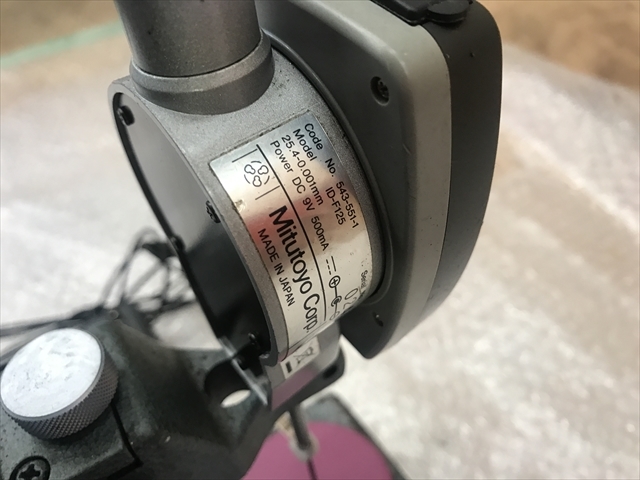 Code No. 543-551-1
Model ID-F125
25.4-0.001mm
Power DC 9V 500mA
Mitutoyo Corp.
MADE IN JAPAN
Serial